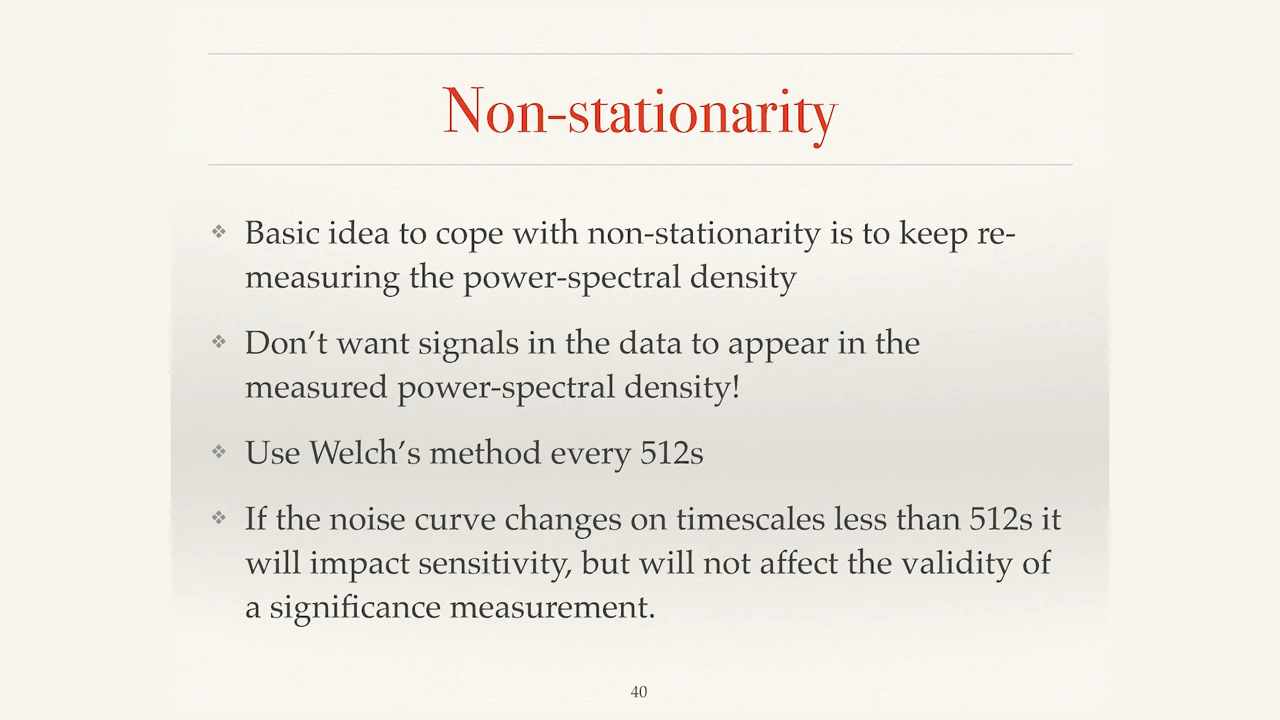 Non-stationarity
❖ Basic idea to cope with non-stationarity is to keep re-
measuring the power-spectral density
❖ Don’t want signals in the data to appear in the
measured power-spectral density!
❖ Use Welch’s method every 512s
❖ If the noise curve changes on timescales less than 512s it
will impact sensitivity, but will not affect the validity of
a significance measurement.
40